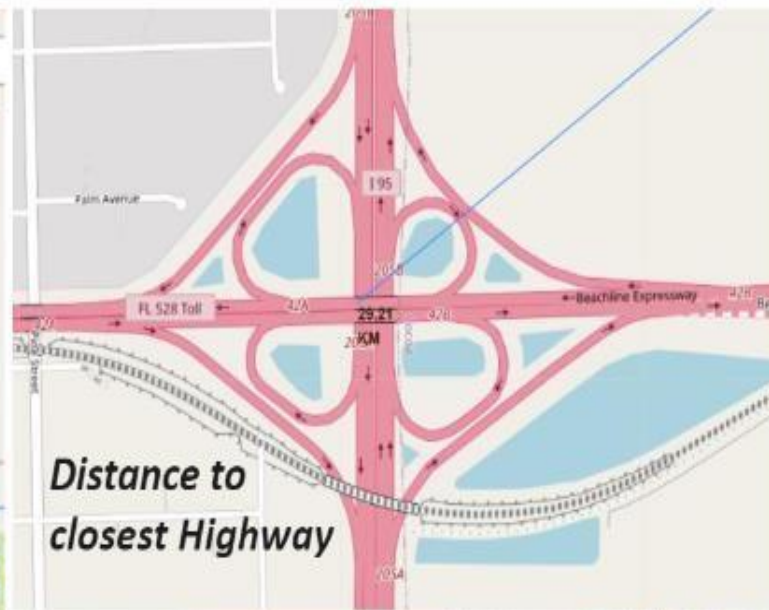 205B
Palm Avenue
I 95
205B
Beachline Expressway
42B
FL 528 Toll
42A
29.21
42B
KM
Distance to
closest Highway
205A